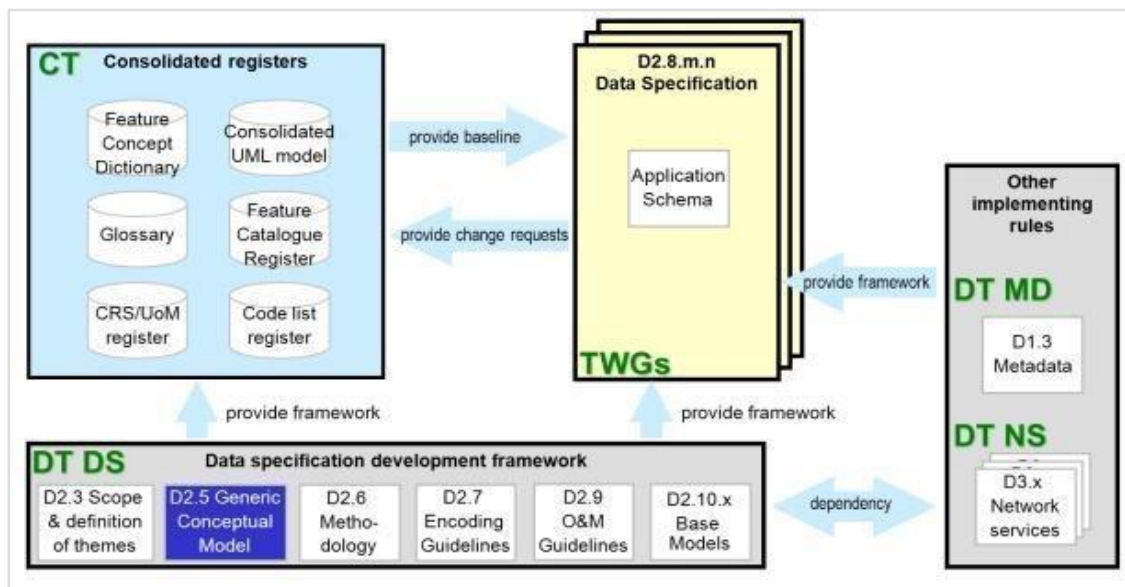 CT Consolidated registers
Feature
Concept
Dictionary
Consolidated
UML model
Glossary
Feature
Catalogue
Register
CRS/UoM
register
Code list
register
provide baseline
provide change requests
D2.8.m.n
Data Specification
Application
Schema
TWGs
provide framework
Other
implementing
rules
DT MD
D1.3
Metadata
DT NS
D3.x
Network
services
provide framework
provide framework
DT DS Data specification development framework
D2.3 Scope
& definition
of themes
D2.5 Generic
Conceptual
Model
D2.6
Metho-
dology
D2.7
Encoding
Guidelines
D2.9
O&M
Guidelines
D2.10.x
Base
Models
dependency